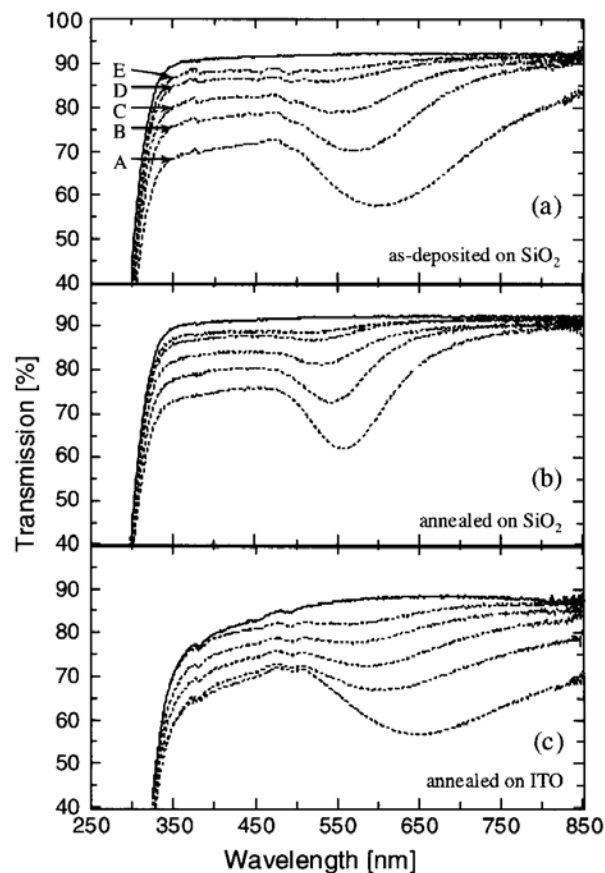 100
90
80
70
60
50
40
E
D
C
B
A
(a)
as-deposited on SiO₂
90
80
70
60
50
40
(b)
annealed on SiO₂
90
80
70
60
50
40
(c)
annealed on ITO
250 350 450 550 650 750 850
Wavelength [nm]
Transmission [%]